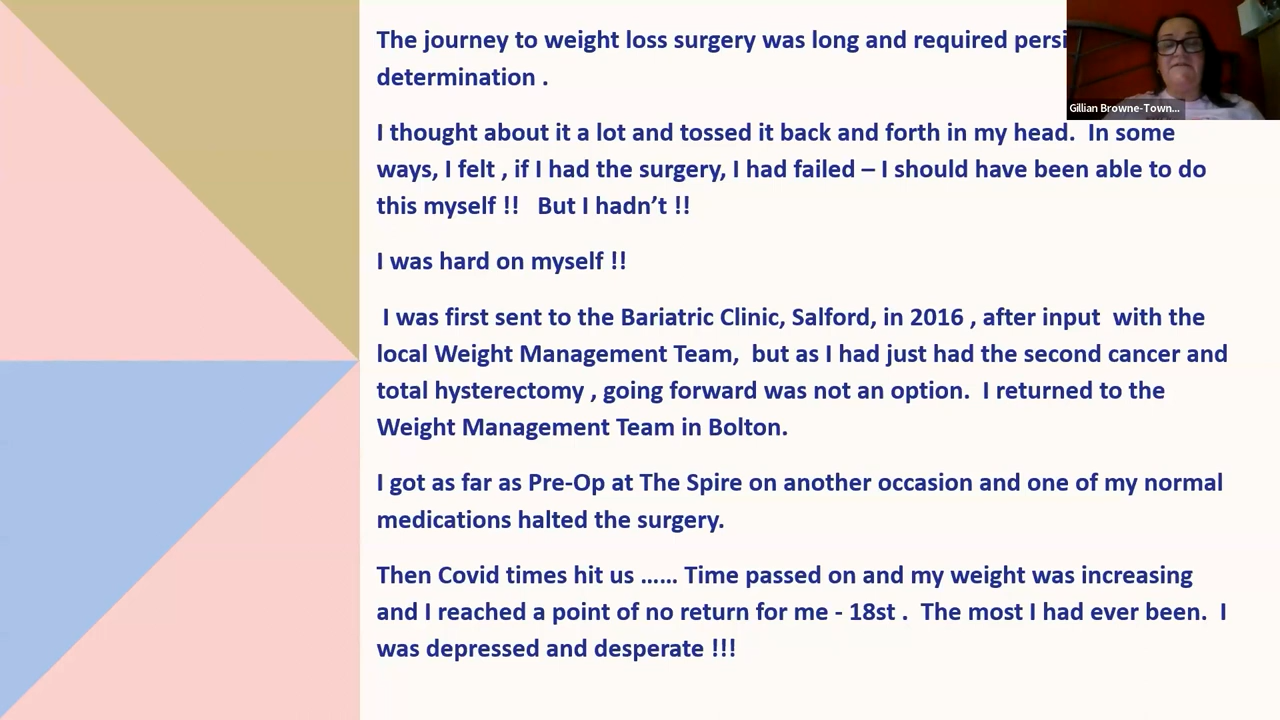 The journey to weight loss surgery was long and required
determination .
I thought about it a lot and tossed it back and forth in my head.  In some
ways, I felt , if I had the surgery, I had failed – I should have been able to do
this myself !!   But I hadn’t !!
I was hard on myself !!
I was first sent to the Bariatric Clinic, Salford, in 2016 , after input  with the
local Weight Management Team,  but as I had just had the second cancer and
total hysterectomy , going forward was not an option.  I returned to the
Weight Management Team in Bolton.
I got as far as Pre-Op at The Spire on another occasion and one of my normal
medications halted the surgery.
Then Covid times hit us …... Time passed on and my weight was increasing
and I reached a point of no return for me - 18st .  The most I had ever been.  I
was depressed and desperate !!!
Gillian Browne-Town...